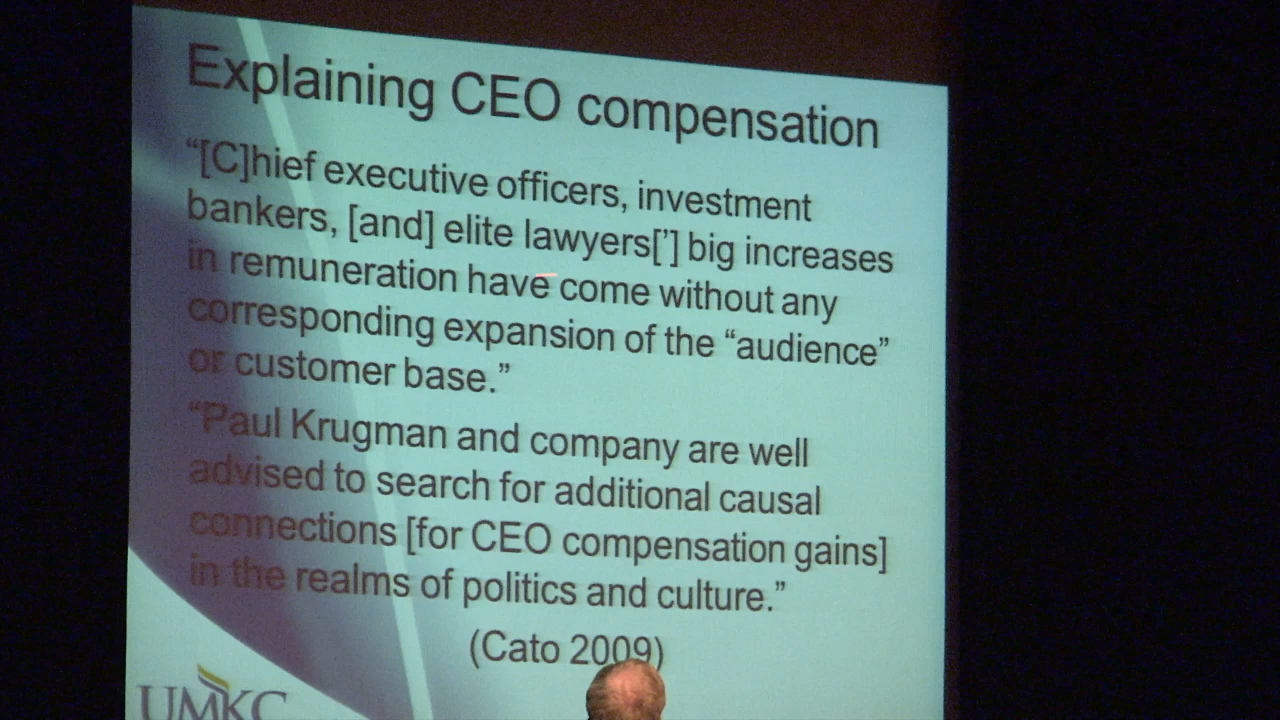 Explaining CEO compensation
“[C]hief executive officers, investment
bankers, [and] elite lawyers['] big increases
in remuneration have come without any
corresponding expansion of the “audience”
or customer base.”
“Paul Krugman and company are well
advised to search for additional causal
connections [for CEO compensation gains]
in the realms of politics and culture.”
(Cato 2009)
UMKC